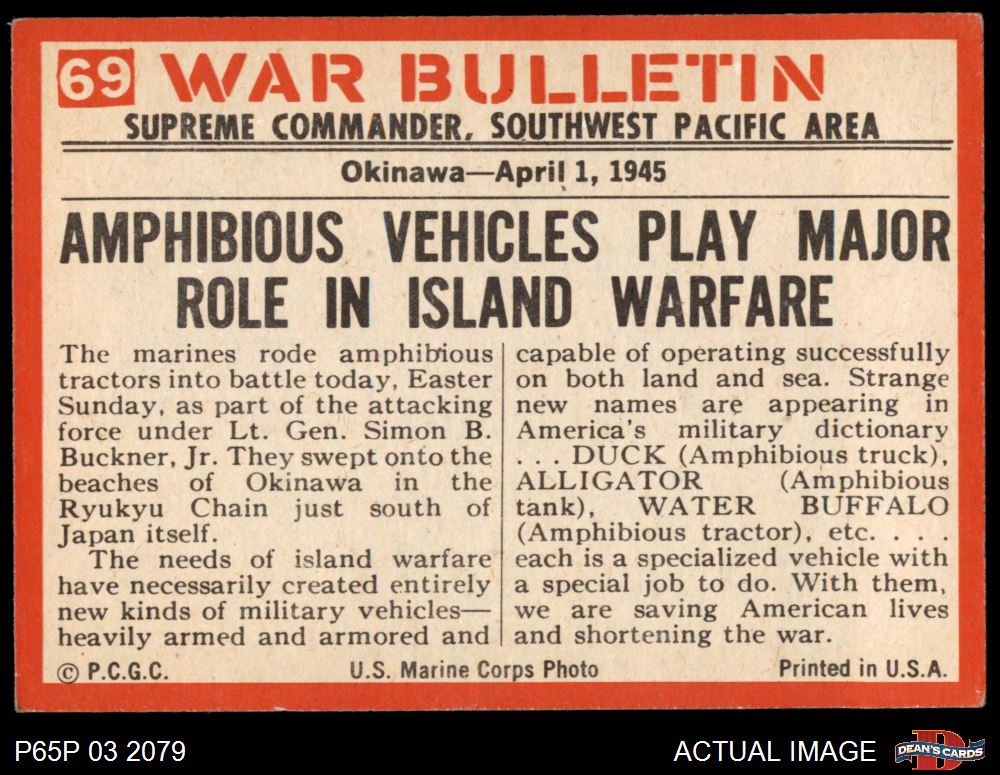 69 WAR BULLETIN
SUPREME COMMANDER, SOUTHWEST PACIFIC AREA
Okinawa—April 1, 1945
AMPHIBIOUS VEHICLES PLAY MAJOR
ROLE IN ISLAND WARFARE
The marines rode amphibious
tractors into battle today, Easter
Sunday, as part of the attacking
force under Lt. Gen. Simon B.
Buckner, Jr. They swept onto the
beaches of Okinawa in the
Ryukyu Chain just south of
Japan itself.
The needs of island warfare
have necessarily created entirely
new kinds of military vehicles—
heavily armed and armored and
capable of operating successfully
on both land and sea. Strange
new names are appearing in
America's military dictionary
. . . DUCK (Amphibious truck),
ALLIGATOR (Amphibious
tank), WATER BUFFALO
(Amphibious tractor), etc. . . .
each is a specialized vehicle with
a special job to do. With them,
we are saving American lives
and shortening the war.
© P.C.G.C. U.S. Marine Corps Photo Printed in U.S.A.
P65P 03 2079 ACTUAL IMAGE D DEAN'S CARDS